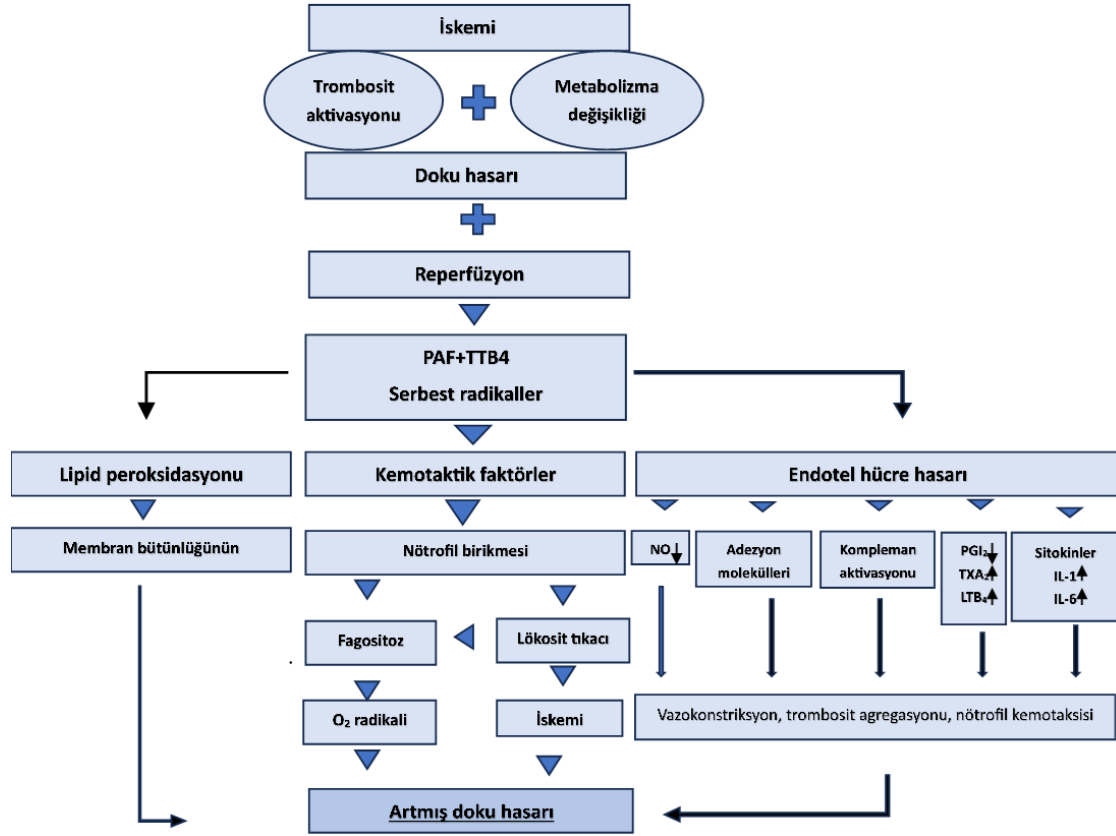 İskemi
Trombosit
aktivasyonu
Metabolizma
değişikliği
Doku hasarı
Reperfüzyon
PAF+TTB4
Serbest radikaller
Lipid peroksidasyonu
Kemotaktik faktörler
Endotel hücre hasarı
Membran bütünlüğünün
Nötrofil birikmesi
NO↓
Adezyon
molekülleri
Kompleman
aktivasyonu
PGI₂↓
TXA₂↑
LTB₄↑
Sitokinler
IL-1↑
IL-6↑
Fagositoz
Lökosit tıkacı
O₂ radikali
İskemi
Vazokonstriksyon, trombosit agregasyonu, nötrofil kemotaksisi
Artmış doku hasarı